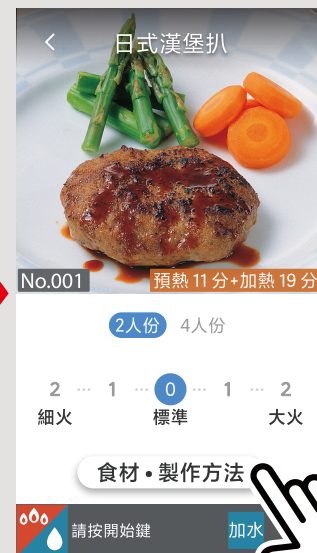 日式漢堡扒
No.001
預熱 11 分+加熱 19 分
2人份 4人份
2 ··· 1 ··· 0 ··· 1 ··· 2
細火 標準 大火
食材 • 製作方法
請按開始鍵 加水